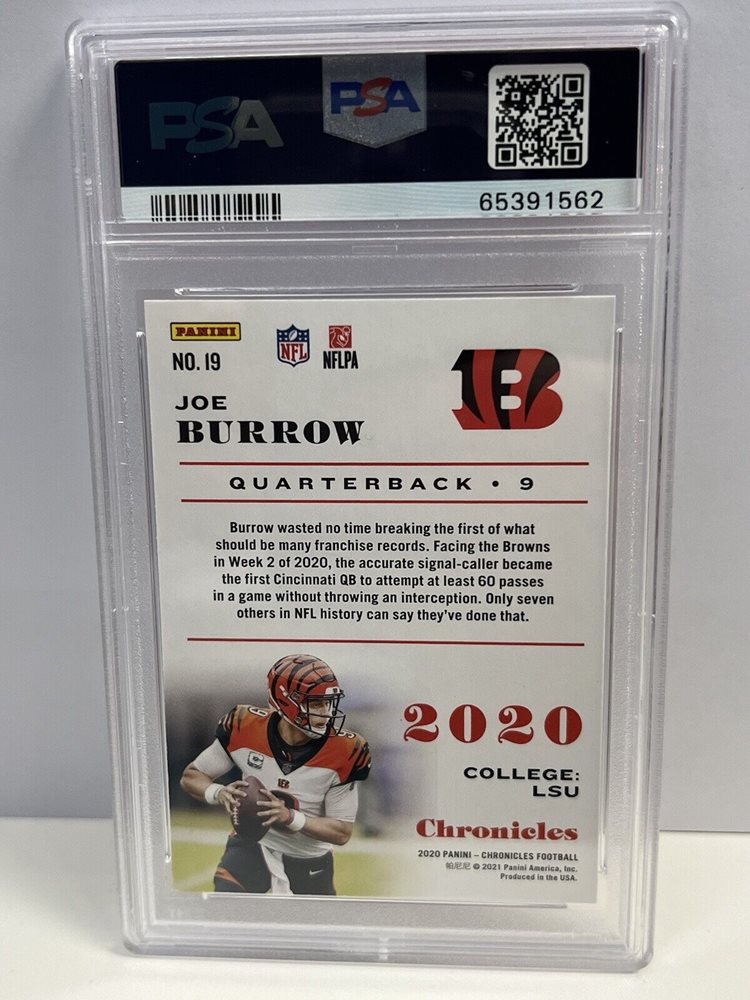 PSA PSA
65391562
PANINI
NFL NFLPA
NO. 19
JOE
BURROW
B
QUARTERBACK • 9
Burrow wasted no time breaking the first of what
should be many franchise records. Facing the Browns
in Week 2 of 2020, the accurate signal-caller became
the first Cincinnati QB to attempt at least 60 passes
in a game without throwing an interception. Only seven
others in NFL history can say they've done that.
2020
COLLEGE:
LSU
Chronicles
2020 PANINI – CHRONICLES FOOTBALL
帕尼尼 © 2021 Panini America, Inc.
Produced in the USA.